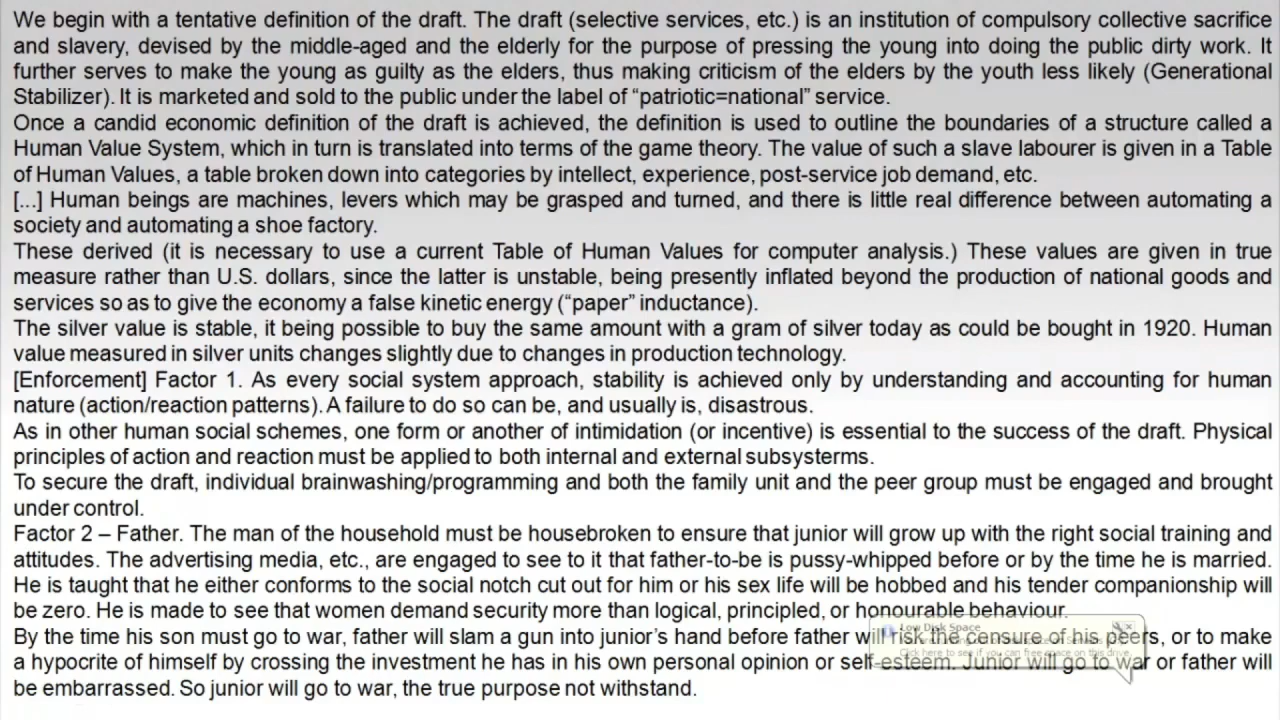 We begin with a tentative definition of the draft. The draft (selective services, etc.) is an institution of compulsory collective sacrifice
and slavery, devised by the middle-aged and the elderly for the purpose of pressing the young into doing the public dirty work. It
further serves to make the young as guilty as the elders, thus making criticism of the elders by the youth less likely (Generational
Stabilizer). It is marketed and sold to the public under the label of “patriotic=national” service.
Once a candid economic definition of the draft is achieved, the definition is used to outline the boundaries of a structure called a
Human Value System, which in turn is translated into terms of the game theory. The value of such a slave labourer is given in a Table
of Human Values, a table broken down into categories by intellect, experience, post-service job demand, etc.
[...] Human beings are machines, levers which may be grasped and turned, and there is little real difference between automating a
society and automating a shoe factory.
These derived (it is necessary to use a current Table of Human Values for computer analysis.) These values are given in true
measure rather than U.S. dollars, since the latter is unstable, being presently inflated beyond the production of national goods and
services so as to give the economy a false kinetic energy (“paper” inductance).
The silver value is stable, it being possible to buy the same amount with a gram of silver today as could be bought in 1920. Human
value measured in silver units changes slightly due to changes in production technology.
[Enforcement] Factor 1. As every social system approach, stability is achieved only by understanding and accounting for human
nature (action/reaction patterns). A failure to do so can be, and usually is, disastrous.
As in other human social schemes, one form or another of intimidation (or incentive) is essential to the success of the draft. Physical
principles of action and reaction must be applied to both internal and external subsysterms.
To secure the draft, individual brainwashing/programming and both the family unit and the peer group must be engaged and brought
under control.
Factor 2 – Father. The man of the household must be housebroken to ensure that junior will grow up with the right social training and
attitudes. The advertising media, etc., are engaged to see to it that father-to-be is pussy-whipped before or by the time he is married.
He is taught that he either conforms to the social notch cut out for him or his sex life will be hobbed and his tender companionship will
be zero. He is made to see that women demand security more than logical, principled, or honourable behaviour.
By the time his son must go to war, father will slam a gun into junior’s hand before father will risk the censure of his peers, or to make
a hypocrite of himself by crossing the investment he has in his own personal opinion or self-esteem. Junior will go to war or father will
be embarrassed. So junior will go to war, the true purpose not withstand.
Low Disk Space
Click here to see if you can free space on this drive.